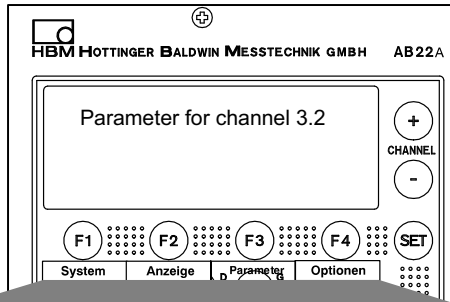 HBM HOTTINGER BALDWIN MESSTECHNIK GMBH AB22A
Parameter for channel 3.2
+
CHANNEL
-
F1 F2 F3 F4 SET
System Anzeige Parameter Optionen
D G